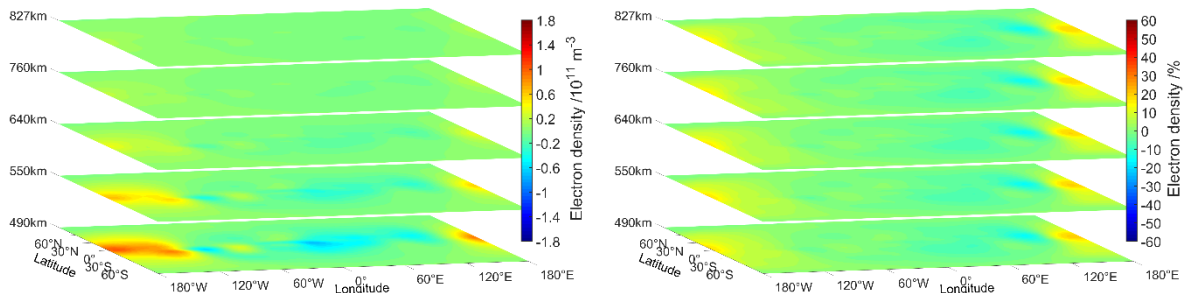 827km
760km
640km
550km
490km
60°N
30°N
0°
30°S
60°S
Latitude
180°W
120°W
60°W
0°
60°E
120°E
180°E
Longitude
1.8
1.4
1
0.6
0.2
-0.2
-0.6
-1
-1.4
-1.8
Electron density /10¹¹ m⁻³
827km
760km
640km
550km
490km
60°N
30°N
0°
30°S
60°S
Latitude
180°W
120°W
60°W
0°
60°E
120°E
180°E
Longitude
60
50
40
30
20
10
0
-10
-20
-30
-40
-50
-60
Electron density /%